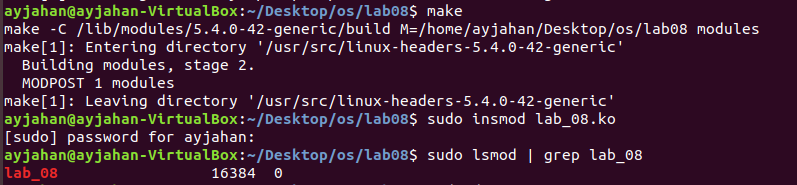 ayjahan@ayjahan-VirtualBox:~/Desktop/os/lab08$ make
make -C /lib/modules/5.4.0-42-generic/build M=/home/ayjahan/Desktop/os/lab08 modules
make[1]: Entering directory '/usr/src/linux-headers-5.4.0-42-generic'
  Building modules, stage 2.
  MODPOST 1 modules
make[1]: Leaving directory '/usr/src/linux-headers-5.4.0-42-generic'
ayjahan@ayjahan-VirtualBox:~/Desktop/os/lab08$ sudo insmod lab_08.ko
[sudo] password for ayjahan:
ayjahan@ayjahan-VirtualBox:~/Desktop/os/lab08$ sudo lsmod | grep lab_08
lab_08                 16384  0